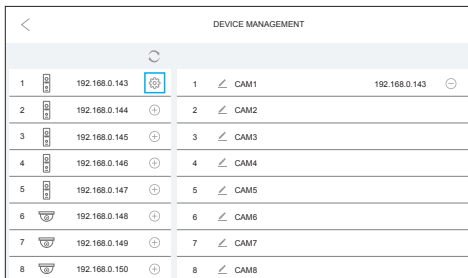 DEVICE MANAGEMENT
1 192.168.0.143 1 CAM1 192.168.0.143
2 192.168.0.144 2 CAM2
3 192.168.0.145 3 CAM3
4 192.168.0.146 4 CAM4
5 192.168.0.147 5 CAM5
6 192.168.0.148 6 CAM6
7 192.168.0.149 7 CAM7
8 192.168.0.150 8 CAM8